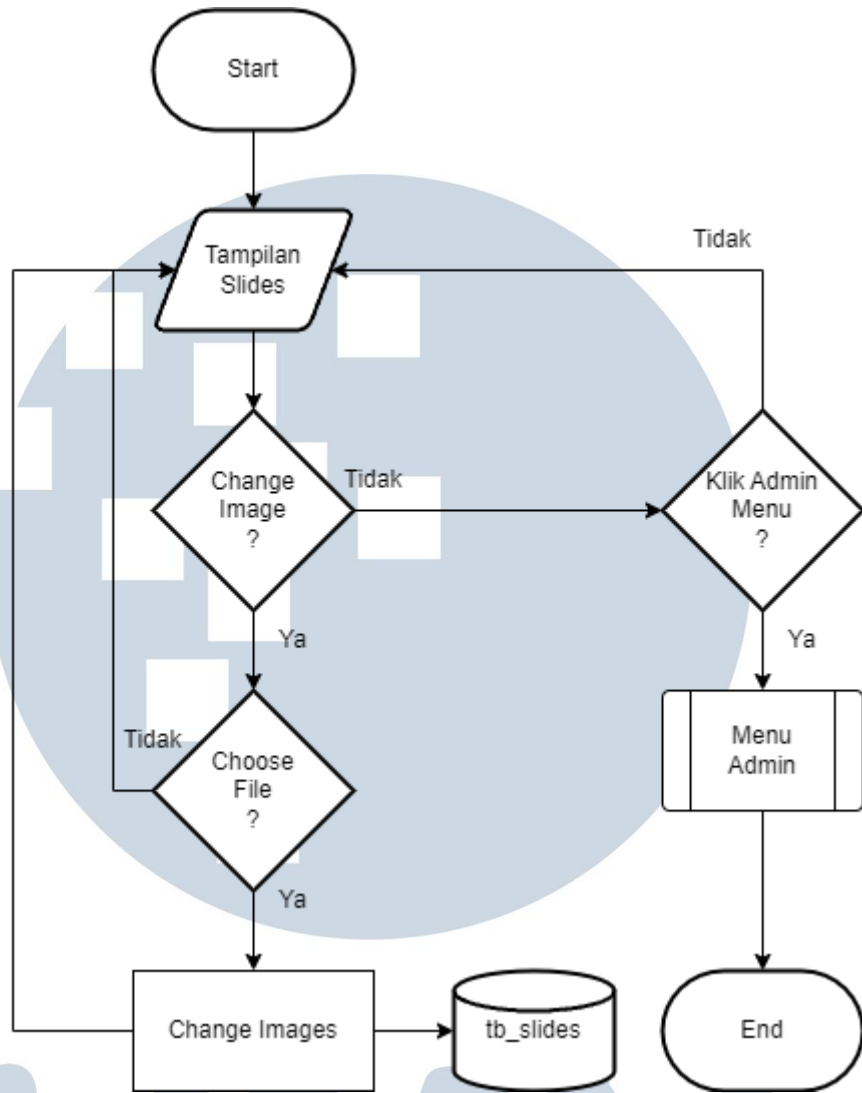 Start
Tampilan
Slides
Tidak
Change
Image
?
Tidak
Klik Admin
Menu
?
Ya
Ya
Tidak
Choose
File
?
Menu
Admin
Ya
Change Images
tb_slides
End